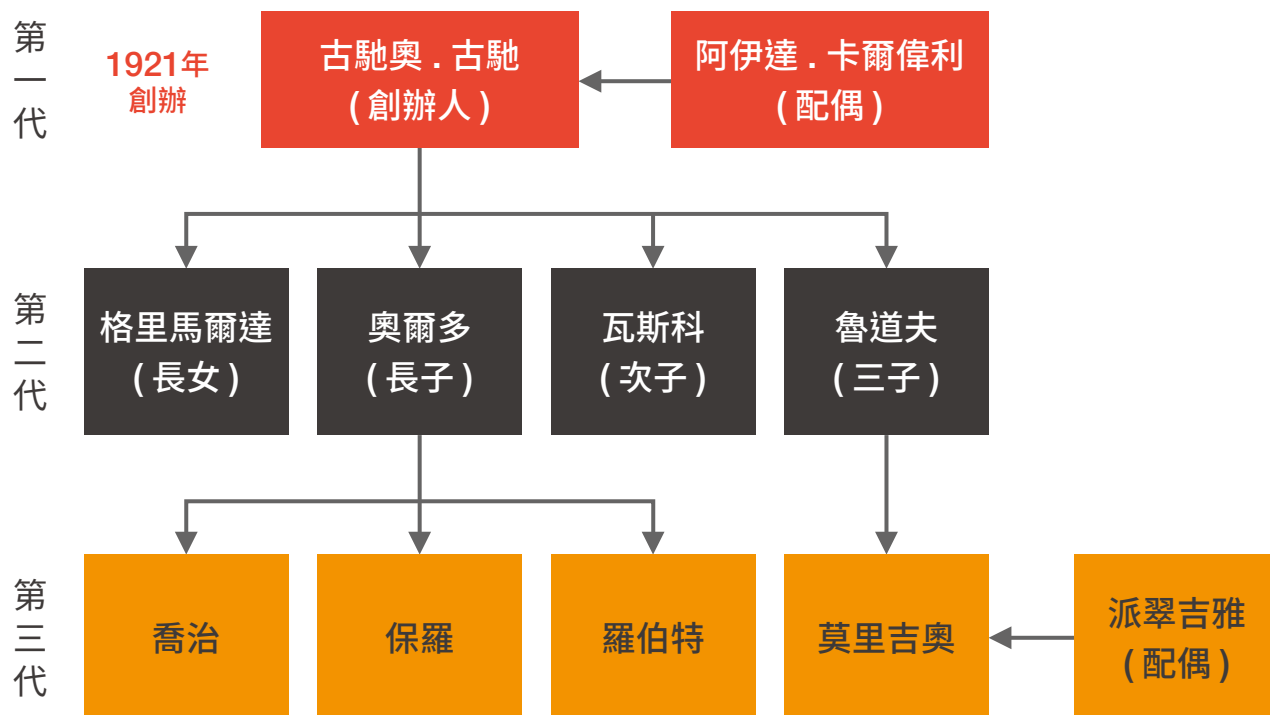 第一代
1921年
創辦
古馳奧 . 古馳
( 創辦人 )
阿伊達 . 卡爾偉利
( 配偶 )
第二代
格里馬爾達
( 長女 )
奧爾多
( 長子 )
瓦斯科
( 次子 )
魯道夫
( 三子 )
第三代
喬治
保羅
羅伯特
莫里吉奧
派翠吉雅
( 配偶 )